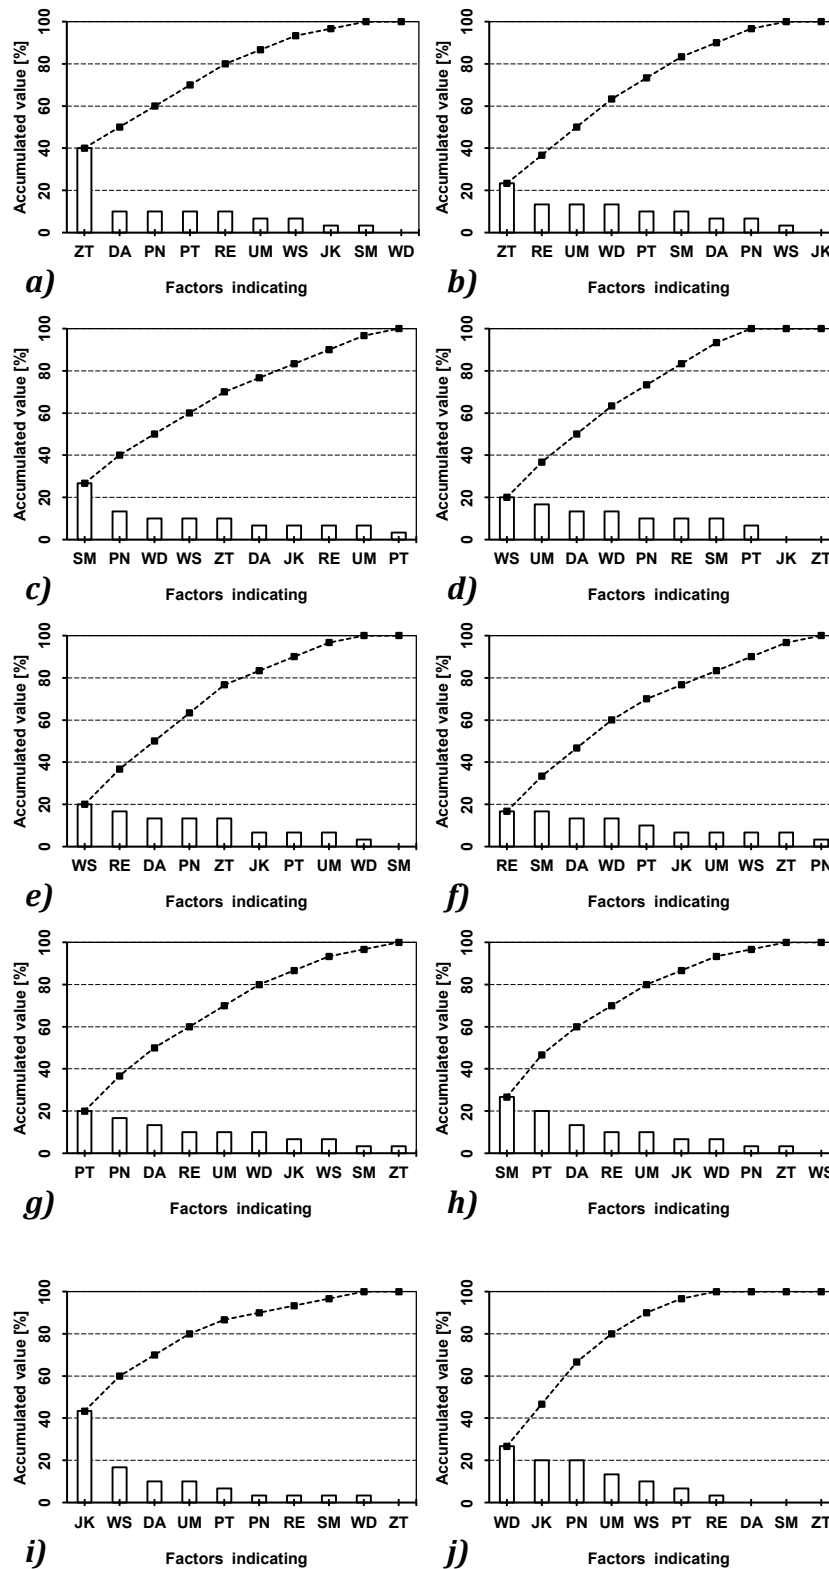 Accumulated value [%]
100
80
60
40
20
0
ZT DA PN PT RE UM WS JK SM WD
a) Factors indicating
Accumulated value [%]
100
80
60
40
20
0
ZT RE UM WD PT SM DA PN WS JK
b) Factors indicating
Accumulated value [%]
100
80
60
40
20
0
SM PN WD WS ZT DA JK RE UM PT
c) Factors indicating
Accumulated value [%]
100
80
60
40
20
0
WS UM DA WD PN RE SM PT JK ZT
d) Factors indicating
Accumulated value [%]
100
80
60
40
20
0
WS RE DA PN ZT JK PT UM WD SM
e) Factors indicating
Accumulated value [%]
100
80
60
40
20
0
RE SM DA WD PT JK UM WS ZT PN
f) Factors indicating
Accumulated value [%]
100
80
60
40
20
0
PT PN DA RE UM WD JK WS SM ZT
g) Factors indicating
Accumulated value [%]
100
80
60
40
20
0
SM PT DA RE UM JK WD PN ZT WS
h) Factors indicating
Accumulated value [%]
100
80
60
40
20
0
JK WS DA UM PT PN RE SM WD ZT
i) Factors indicating
Accumulated value [%]
100
80
60
40
20
0
WD JK PN UM WS PT RE DA SM ZT
j) Factors indicating